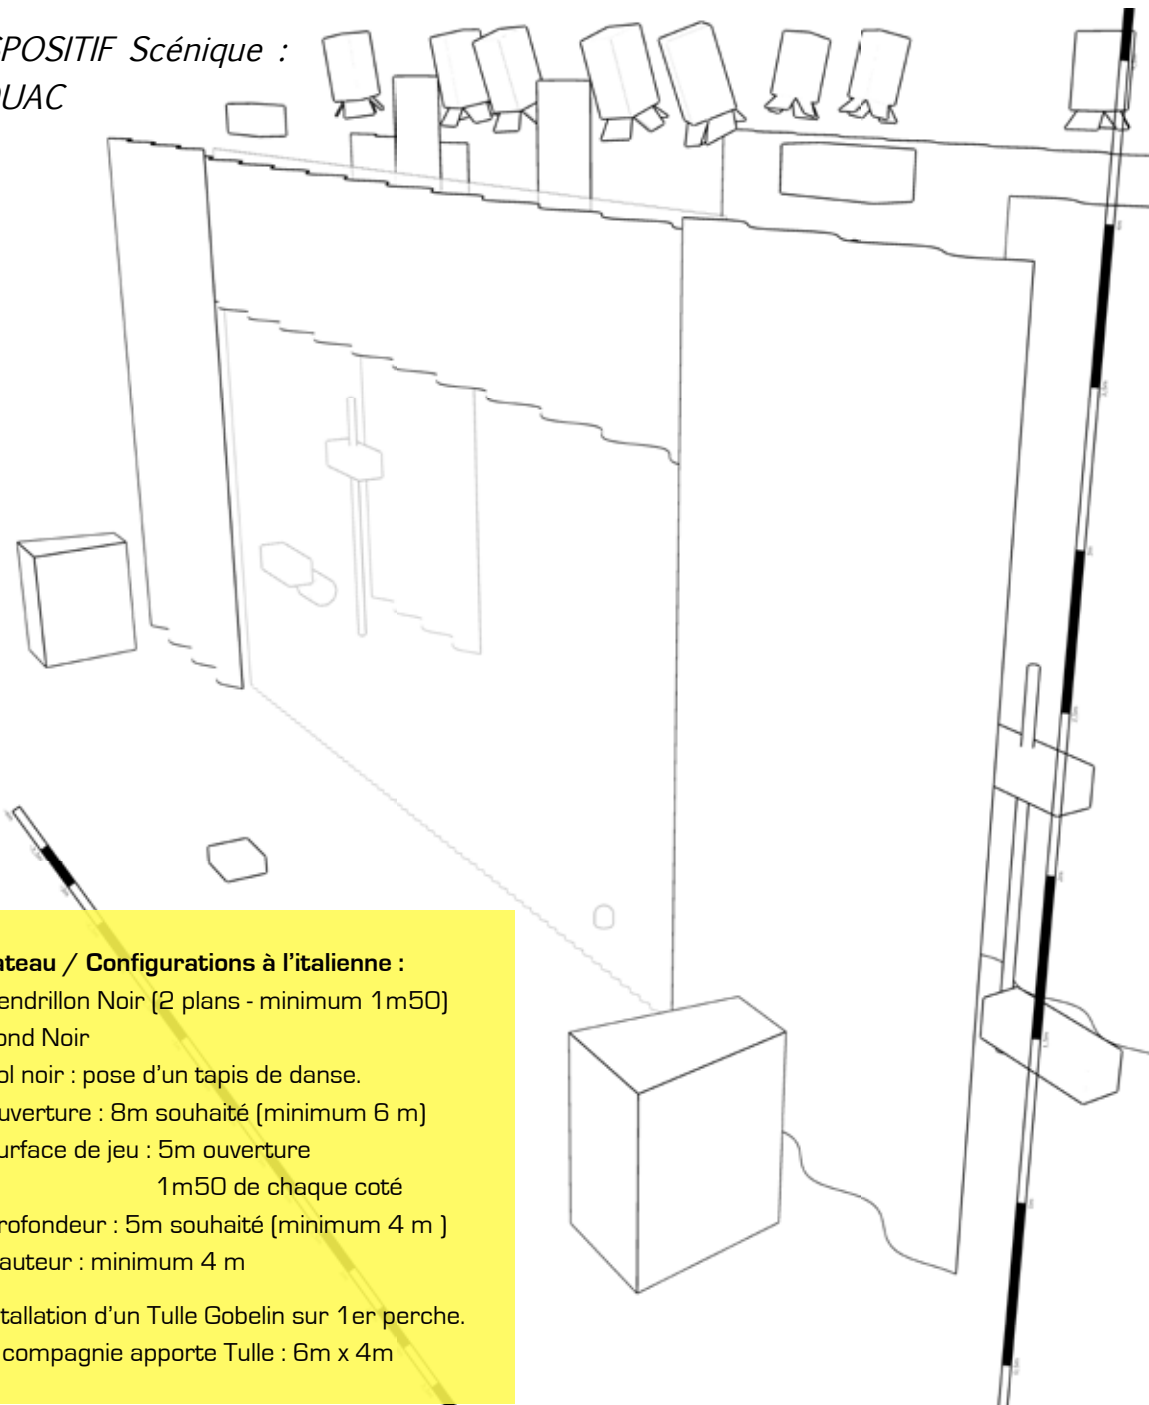 POSITIF Scénique :
UAC
ateau / Configurations à l'italienne :
endrillon Noir (2 plans - minimum 1m50)
ond Noir
ol noir : pose d'un tapis de danse.
uverture : 8m souhaité (minimum 6 m)
urface de jeu : 5m ouverture
1m50 de chaque coté
rofondeur : 5m souhaité (minimum 4 m )
auteur : minimum 4 m
tallation d'un Tulle Gobelin sur 1er perche.
compagnie apporte Tulle : 6m x 4m